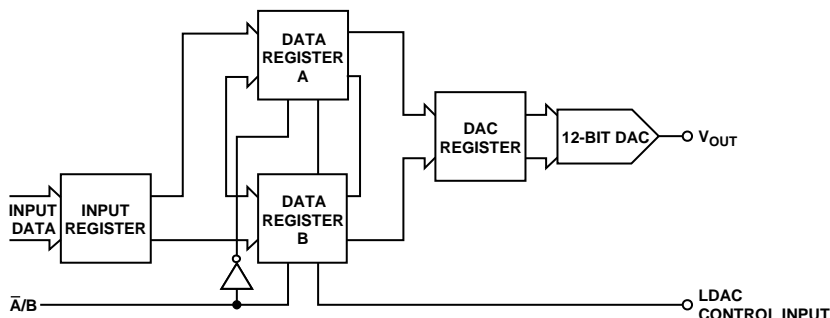 DATA
REGISTER
A
DAC
REGISTER
12-BIT DAC
VOUT
INPUT
DATA
INPUT
REGISTER
DATA
REGISTER
B
A̅/B
LDAC
CONTROL INPUT